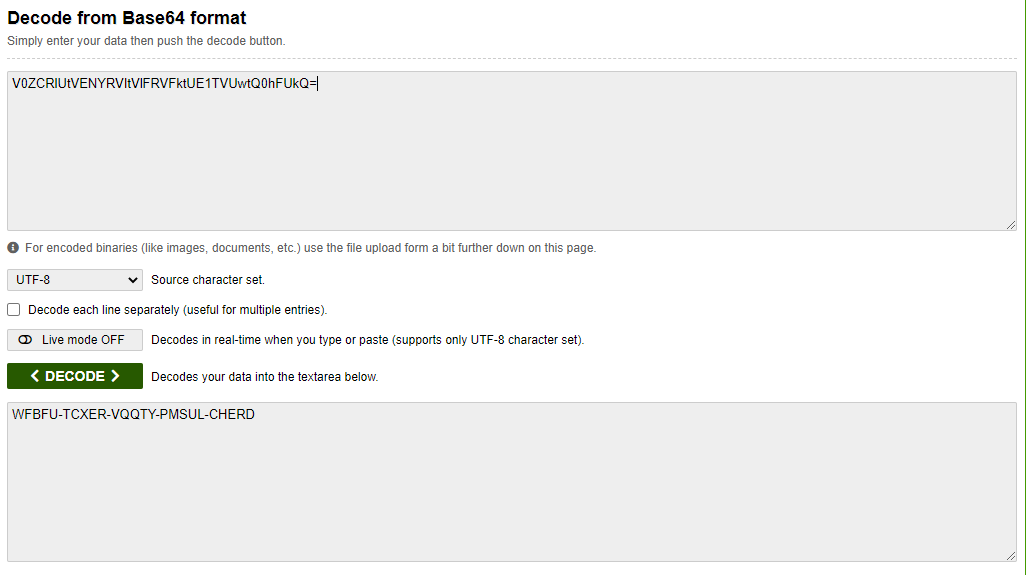 Decode from Base64 format
Simply enter your data then push the decode button.
V0ZCRlUtVENYRVItVlFRVFktUE1TVUwtQ0hFUkQ=
For encoded binaries (like images, documents, etc.) use the file upload form a bit further down on this page.
UTF-8 Source character set.
Decode each line separately (useful for multiple entries).
Live mode OFF Decodes in real-time when you type or paste (supports only UTF-8 character set).
DECODE Decodes your data into the textarea below.
WFBFU-TCXER-VQQTY-PMSUL-CHERD